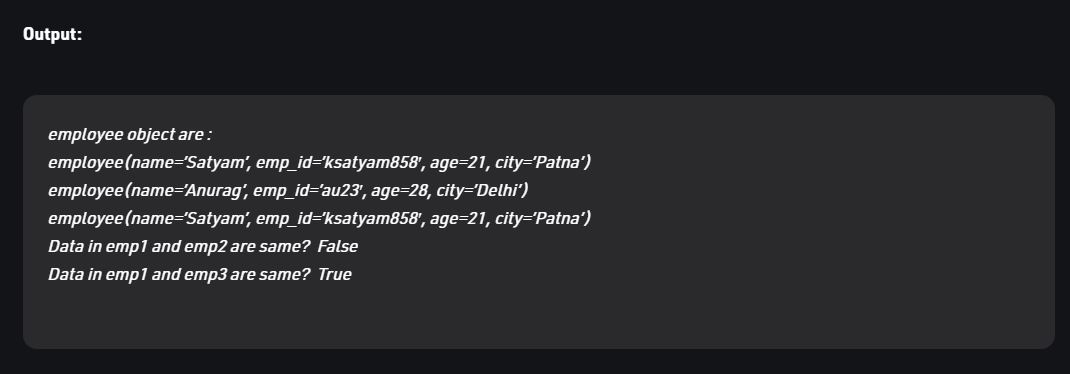 Output:
employee object are :
employee(name=’Satyam’, emp_id=’ksatyam858′, age=21, city=’Patna’)
employee(name=’Anurag’, emp_id=’au23′, age=28, city=’Delhi’)
employee(name=’Satyam’, emp_id=’ksatyam858′, age=21, city=’Patna’)
Data in emp1 and emp2 are same?  False
Data in emp1 and emp3 are same?  True